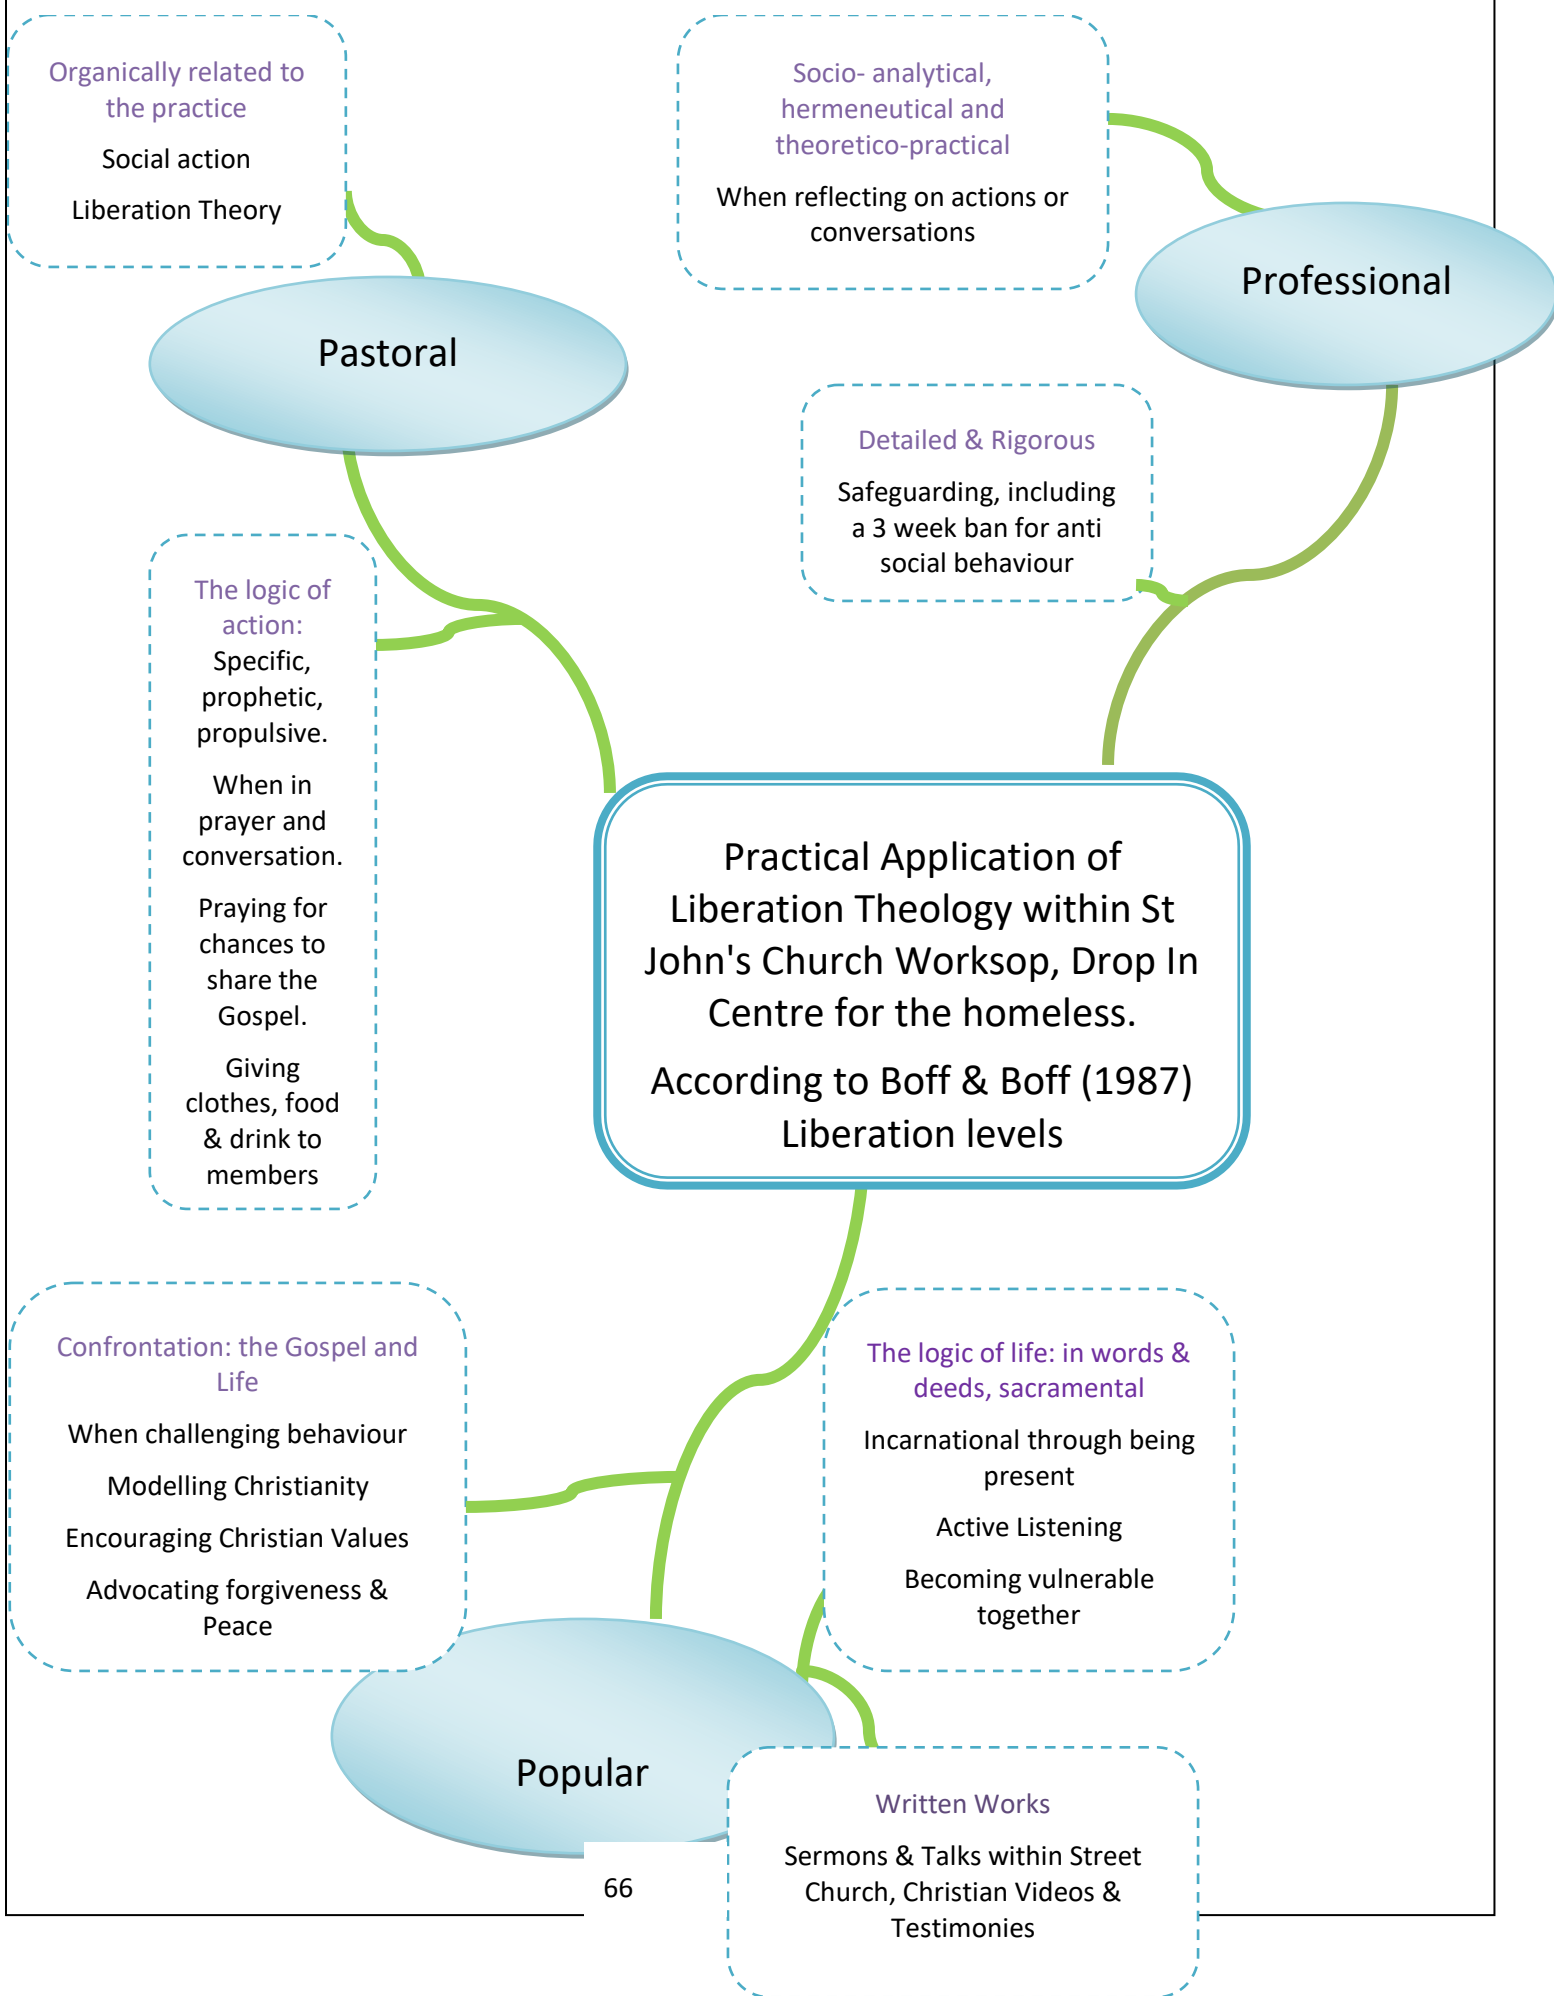 Organically related to
the practice
Social action
Liberation Theory
Socio- analytical,
hermeneutical and
theoretico-practical
When reflecting on actions or
conversations
Professional
Pastoral
Detailed & Rigorous
Safeguarding, including
a 3 week ban for anti
social behaviour
The logic of
action:
Specific,
prophetic,
propulsive.
When in
prayer and
conversation.
Praying for
chances to
share the
Gospel.
Giving
clothes, food
& drink to
members
Practical Application of
Liberation Theology within St
John's Church Worksop, Drop In
Centre for the homeless.
According to Boff & Boff (1987)
Liberation levels
Confrontation: the Gospel and
Life
When challenging behaviour
Modelling Christianity
Encouraging Christian Values
Advocating forgiveness &
Peace
The logic of life: in words &
deeds, sacramental
Incarnational through being
present
Active Listening
Becoming vulnerable
together
Popular
Written Works
Sermons & Talks within Street
Church, Christian Videos &
Testimonies
66